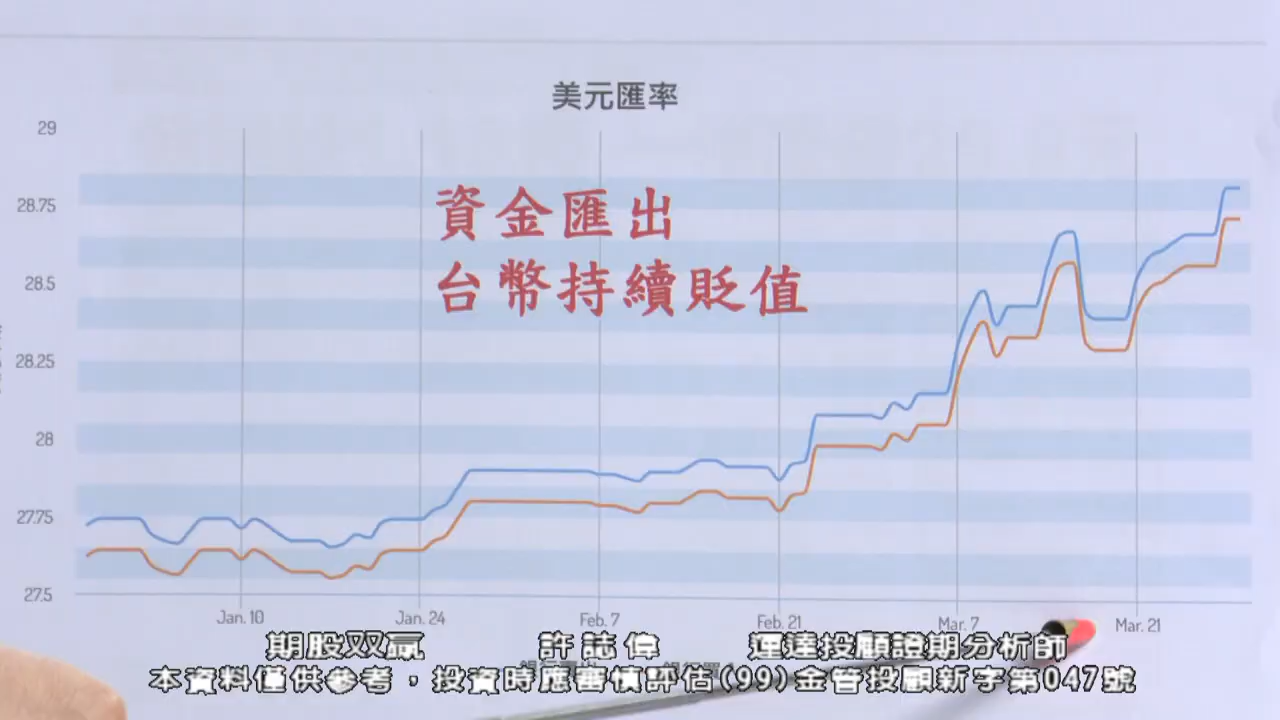 美元匯率
29
28.75
28.5
28.25
28
27.75
27.5
資金匯出
台幣持續貶值
Jan. 10 Jan. 24 Feb. 7 Feb. 21 Mar. 7 Mar. 21
期股双贏 許誌偉 運達投顧證期分析師
本資料僅供參考，投資時應審慎評估(99)金管投顧新字第047號